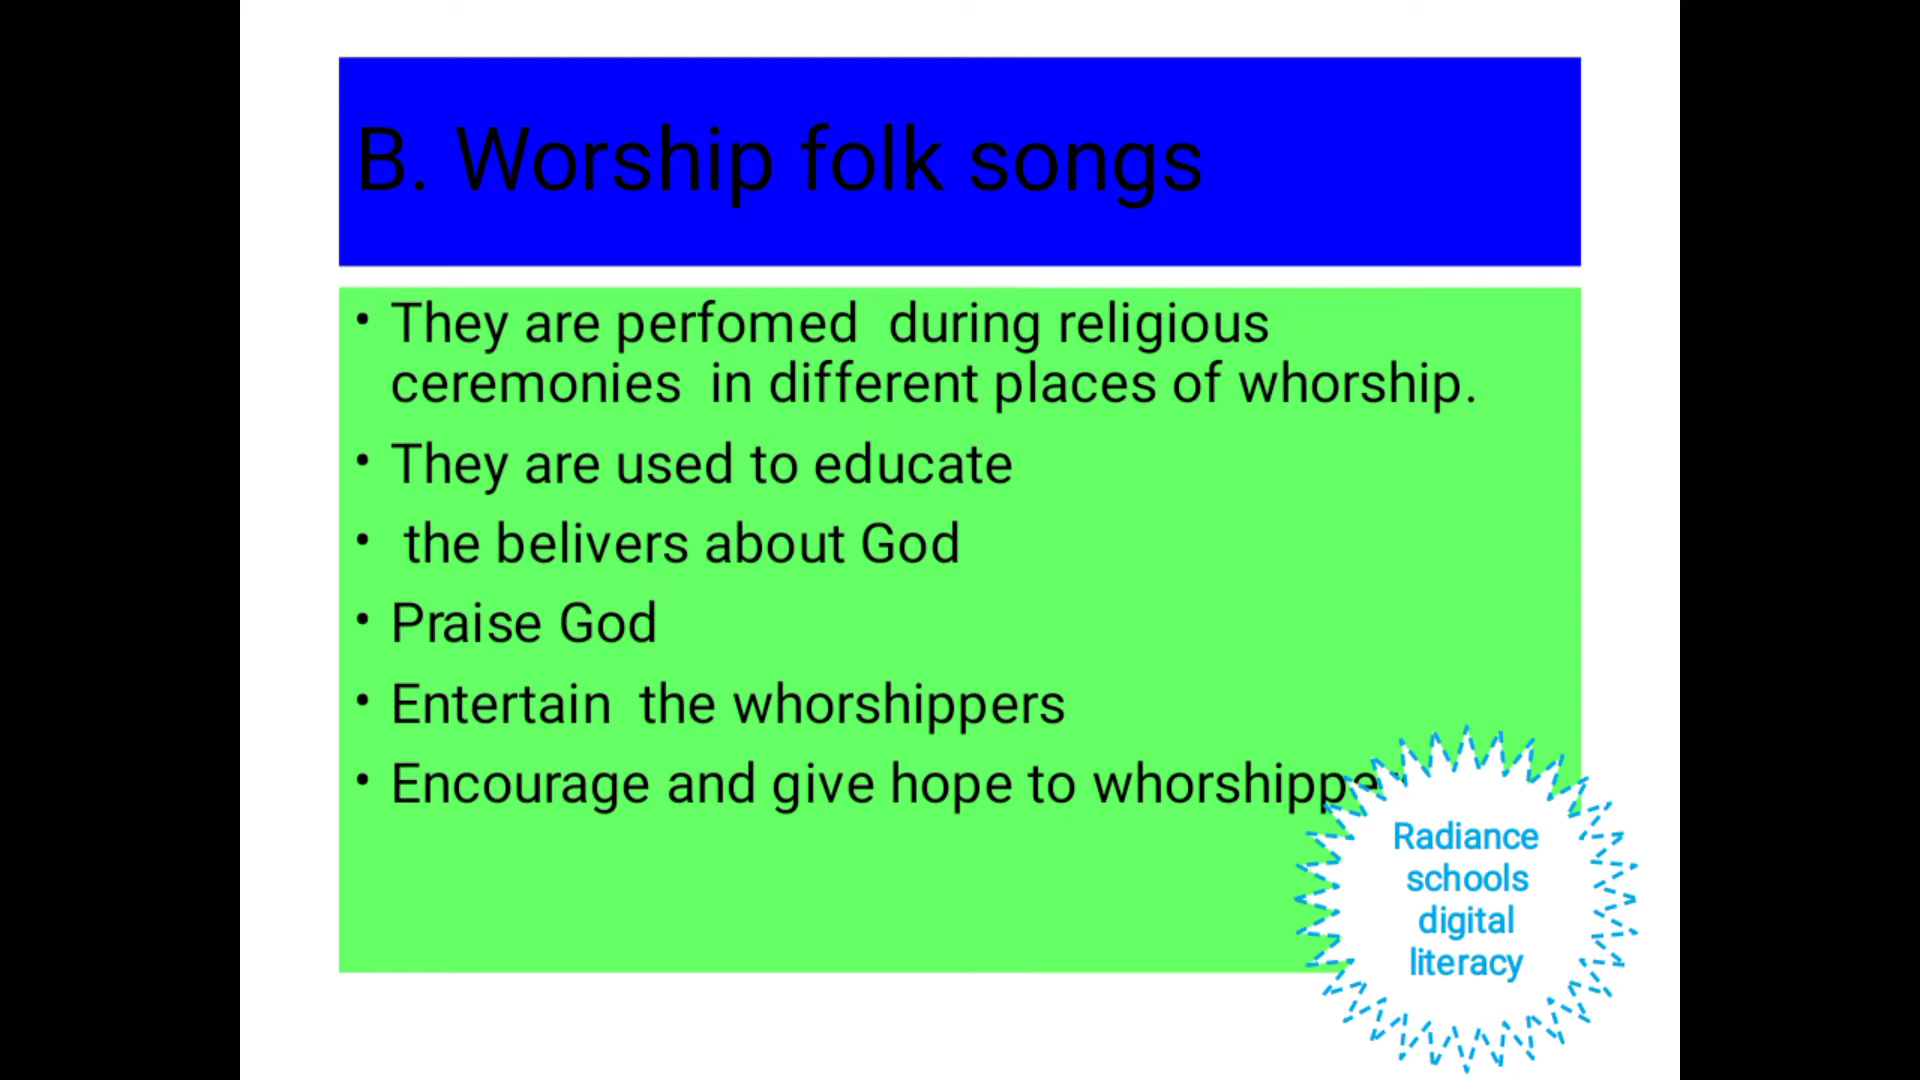 B. Worship folk songs
• They are perfomed during religious
ceremonies in different places of whorship.
• They are used to educate
• the belivers about God
• Praise God
• Entertain the whorshippers
• Encourage and give hope to
Radiance
schools
digital
literacy